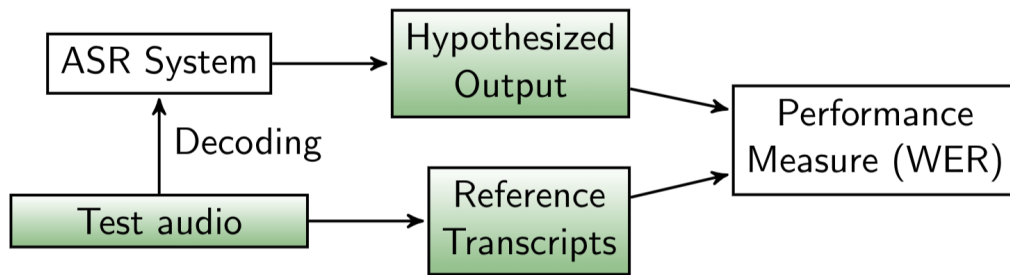 ASR System
Hypothesized
Output
Decoding
Performance
Measure (WER)
Test audio
Reference
Transcripts